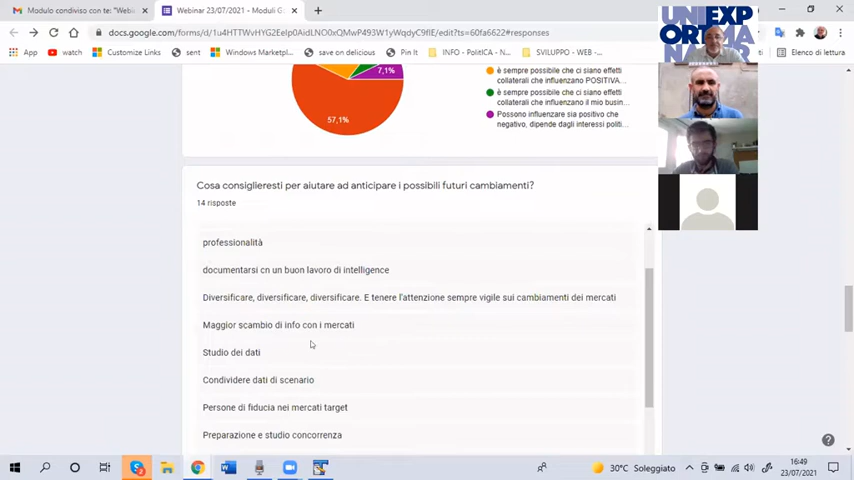 Modulo condiviso con te: "Webi
Webinar 23/07/2021 - Moduli G
docs.google.com/forms/d/1u4HTTWvHYG2EeIp0AidLNO0xQMwP493W1yWqdyC9fIE/edit?ts=60fa6622#responses
App
watch
Customize Links
sent
Windows Marketpl...
save on delicious
Pin It
INFO - PolitICA - N...
SVILUPPO - WEB -...
Elenco di lettura
UNIEXP
ORTMA
NAGER
7,1%
57,1%
è sempre possibile che ci siano effetti
collaterali che influenzano POSITIVA...
è sempre possibile che ci siano effetti
collaterali che influenzano il mio busin...
Possono influenzare sia positivo che
negativo, dipende dagli interessi politi...
Cosa consiglieresti per aiutare ad anticipare i possibili futuri cambiamenti?
14 risposte
professionalità
documentarsi cn un buon lavoro di intelligence
Diversificare, diversificare, diversificare. E tenere l'attenzione sempre vigile sui cambiamenti dei mercati
Maggior scambio di info con i mercati
Studio dei dati
Condividere dati di scenario
Persone di fiducia nei mercati target
Preparazione e studio concorrenza
30°C Soleggiato
16:49
23/07/2021